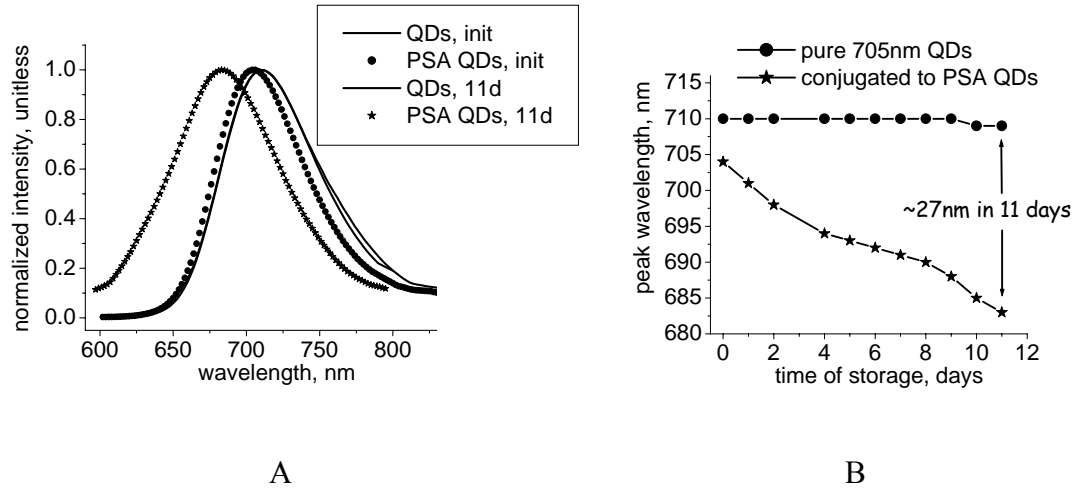 QDs, init
PSA QDs, init
QDs, 11d
PSA QDs, 11d
normalized intensity, unitless
1.0
0.8
0.6
0.4
0.2
0.0
600 650 700 750 800
wavelength, nm
A
pure 705nm QDs
conjugated to PSA QDs
peak wavelength, nm
715
710
705
700
695
690
685
680
~27nm in 11 days
0 2 4 6 8 10 12
time of storage, days
B